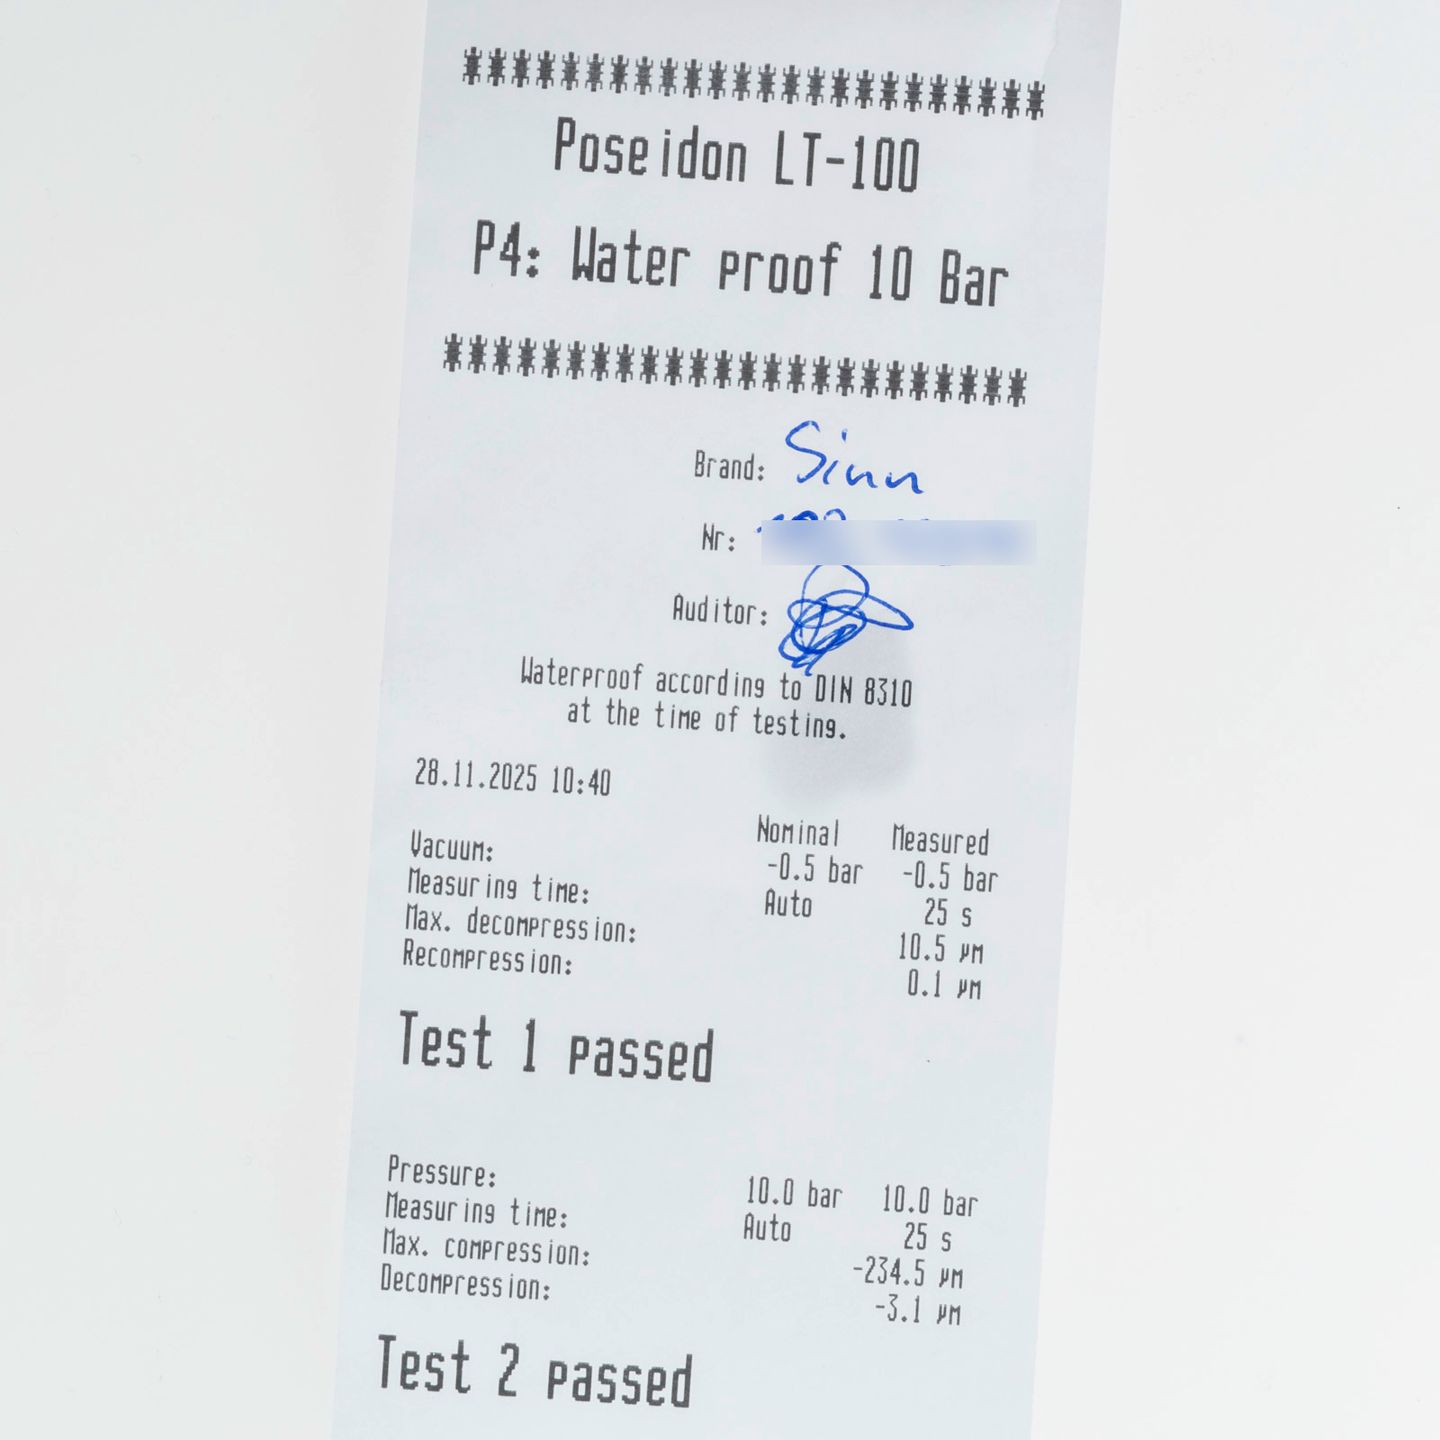 Poseidon LT-100
P4: Water proof 10 Bar
Brand: Sinn
Nr:
Auditor:
Waterproof according to DIN 8310
at the time of testing.
28.11.2025 10:40
Nominal Measured
Vacuum: -0.5 bar -0.5 bar
Measuring time: Auto 25 s
Max. decompression: 10.5 µm
Recompression: 0.1 µm
Test 1 passed
Pressure: 10.0 bar 10.0 bar
Measuring time: Auto 25 s
Max. compression: -234.5 µm
Decompression: -3.1 µm
Test 2 passed